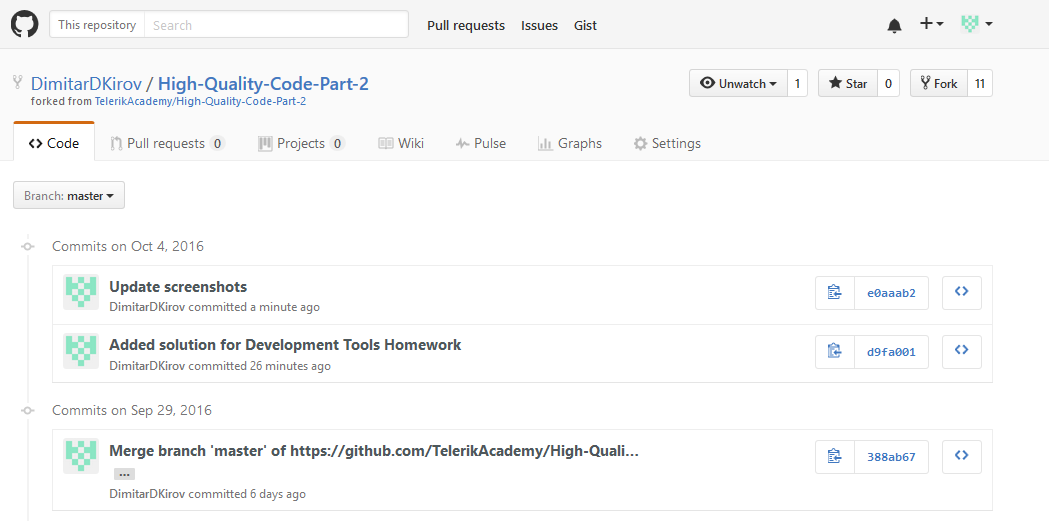 This repository Search Pull requests Issues Gist
DimitarDKirov / High-Quality-Code-Part-2 Unwatch 1 Star 0 Fork 11
forked from TelerikAcademy/High-Quality-Code-Part-2
Code Pull requests 0 Projects 0 Wiki Pulse Graphs Settings
Branch: master
Commits on Oct 4, 2016
Update screenshots
DimitarDKirov committed a minute ago
e0aaab2
Added solution for Development Tools Homework
DimitarDKirov committed 26 minutes ago
d9fa001
Commits on Sep 29, 2016
Merge branch 'master' of https://github.com/TelerikAcademy/High-Quali...
...
DimitarDKirov committed 6 days ago
388ab67